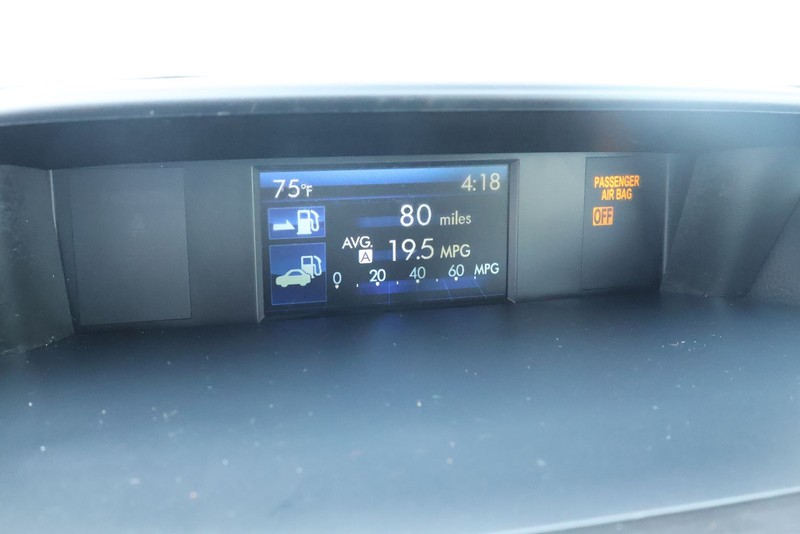 75°F 4:18
80 miles
AVG.
A 19.5 MPG
0 20 40 60 MPG
PASSENGER
AIR BAG
OFF